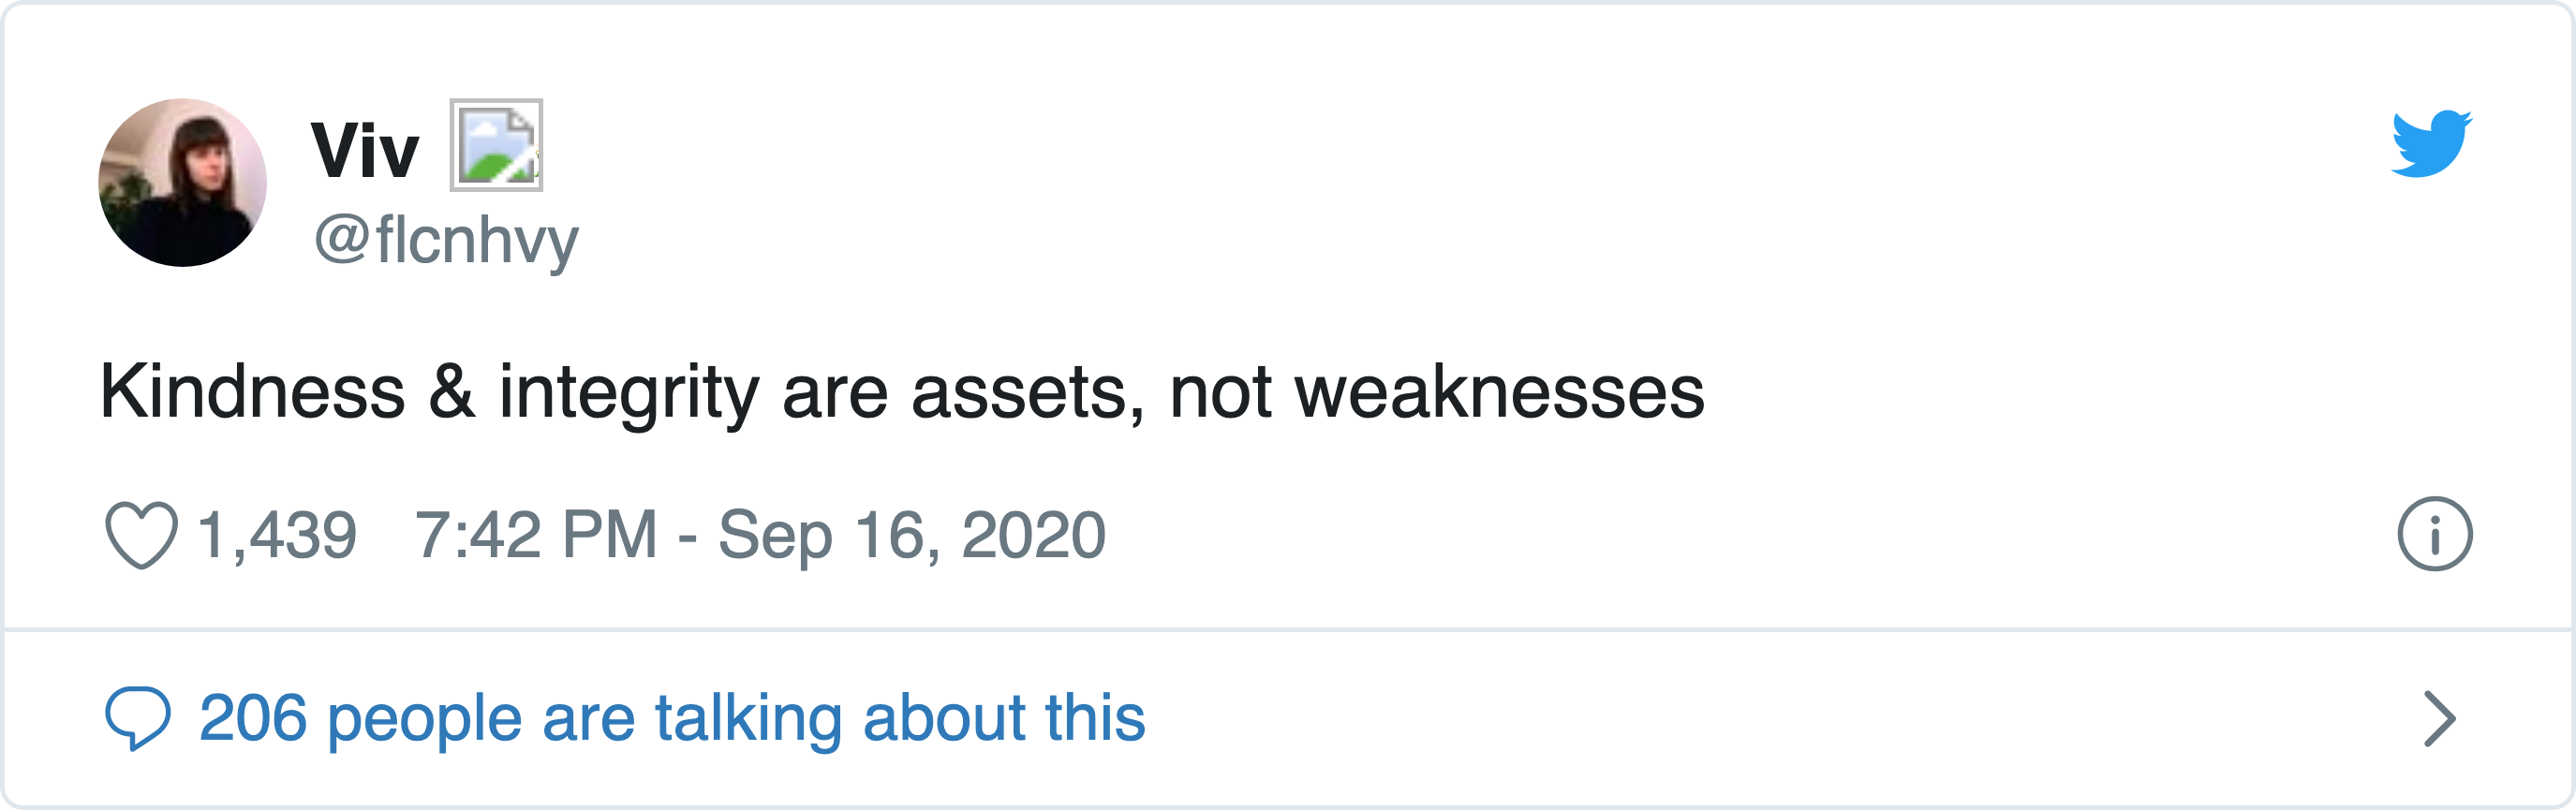 Viv
@flcnhvy
Kindness & integrity are assets, not weaknesses
1,439 7:42 PM - Sep 16, 2020
206 people are talking about this